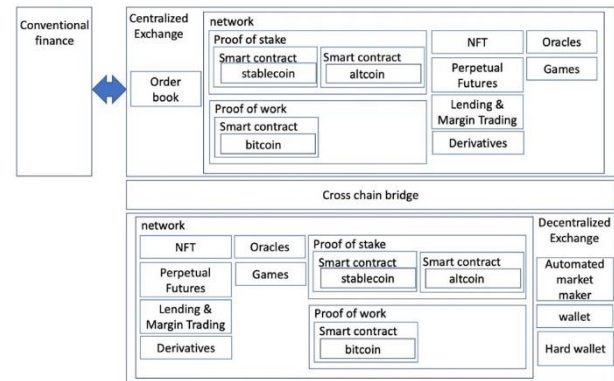 Conventional
finance
Centralized
Exchange
Order
book
network
Proof of stake
Smart contract
stablecoin
Smart contract
altcoin
Proof of work
Smart contract
bitcoin
NFT
Oracles
Perpetual
Futures
Games
Lending &
Margin Trading
Derivatives
Cross chain bridge
network
NFT
Oracles
Perpetual
Futures
Games
Lending &
Margin Trading
Derivatives
Proof of stake
Smart contract
stablecoin
Smart contract
altcoin
Proof of work
Smart contract
bitcoin
Decentralized
Exchange
Automated
market
maker
wallet
Hard wallet